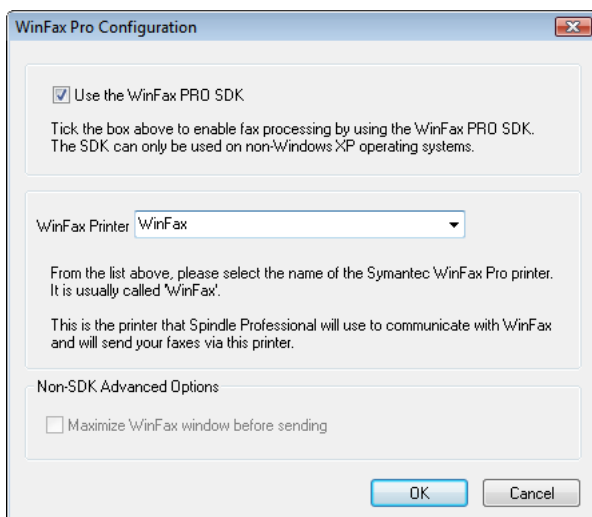 WinFax Pro Configuration
Use the WinFax PRO SDK
Tick the box above to enable fax processing by using the WinFax PRO SDK.
The SDK can only be used on non-Windows XP operating systems.
WinFax Printer WinFax
From the list above, please select the name of the Symantec WinFax Pro printer.
It is usually called 'WinFax'.
This is the printer that Spindle Professional will use to communicate with WinFax
and will send your faxes via this printer.
Non-SDK Advanced Options
Maximize WinFax window before sending
OK Cancel